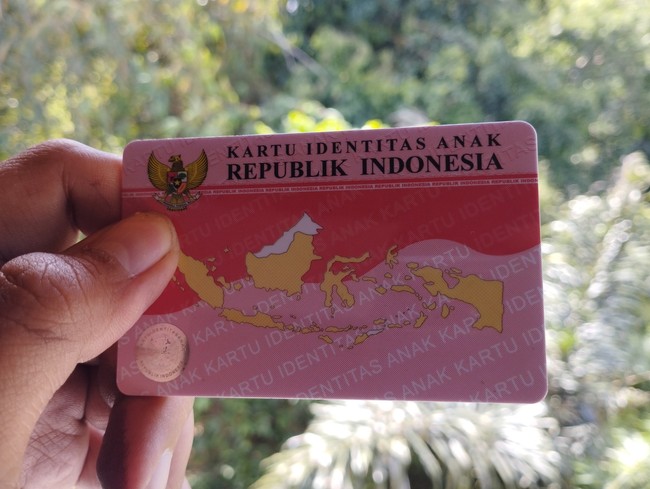 KARTU IDENTITAS ANAK
REPUBLIK INDONESIA